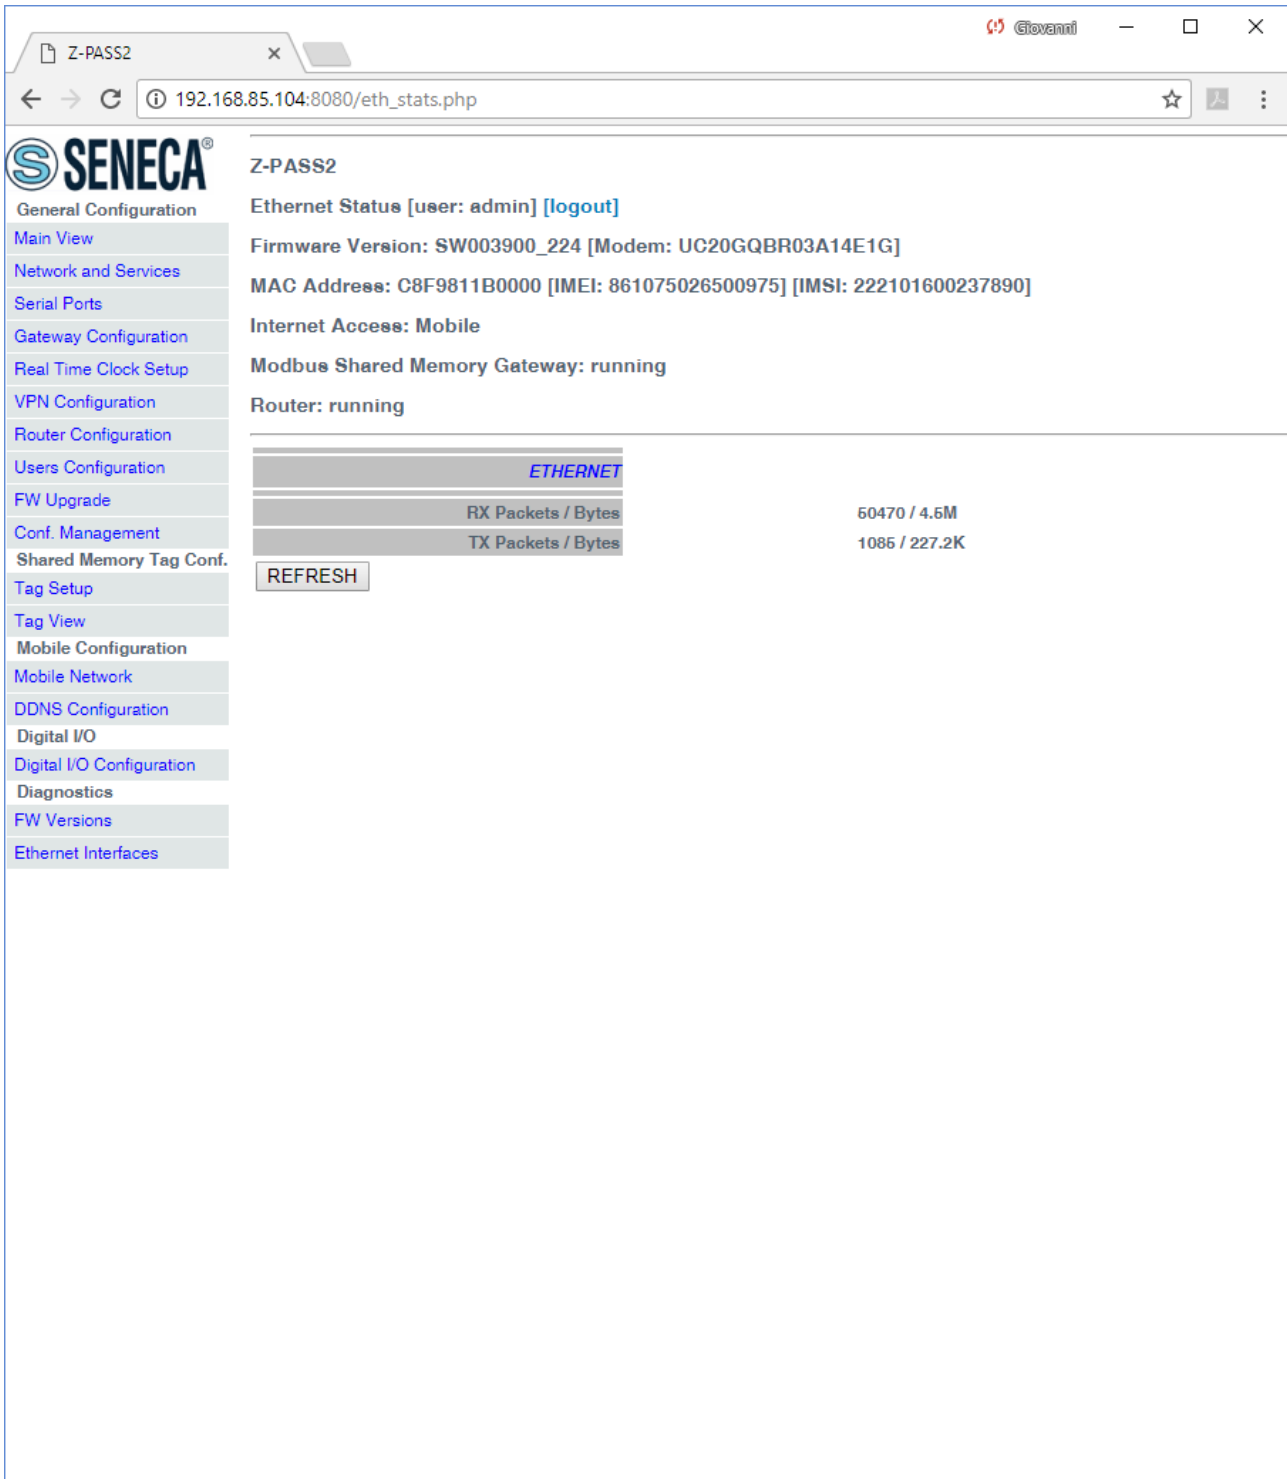 Giovanni
Z-PASS2
192.168.85.104:8080/eth_stats.php
SENECA®
General Configuration
Main View
Network and Services
Serial Ports
Gateway Configuration
Real Time Clock Setup
VPN Configuration
Router Configuration
Users Configuration
FW Upgrade
Conf. Management
Shared Memory Tag Conf.
Tag Setup
Tag View
Mobile Configuration
Mobile Network
DDNS Configuration
Digital I/O
Digital I/O Configuration
Diagnostics
FW Versions
Ethernet Interfaces
Z-PASS2
Ethernet Status [user: admin] [logout]
Firmware Version: SW003900_224 [Modem: UC20GQBR03A14E1G]
MAC Address: C8F9811B0000 [IMEI: 861075026500975] [IMSI: 222101600237890]
Internet Access: Mobile
Modbus Shared Memory Gateway: running
Router: running
ETHERNET
RX Packets / Bytes 50470 / 4.5M
TX Packets / Bytes 1085 / 227.2K
REFRESH